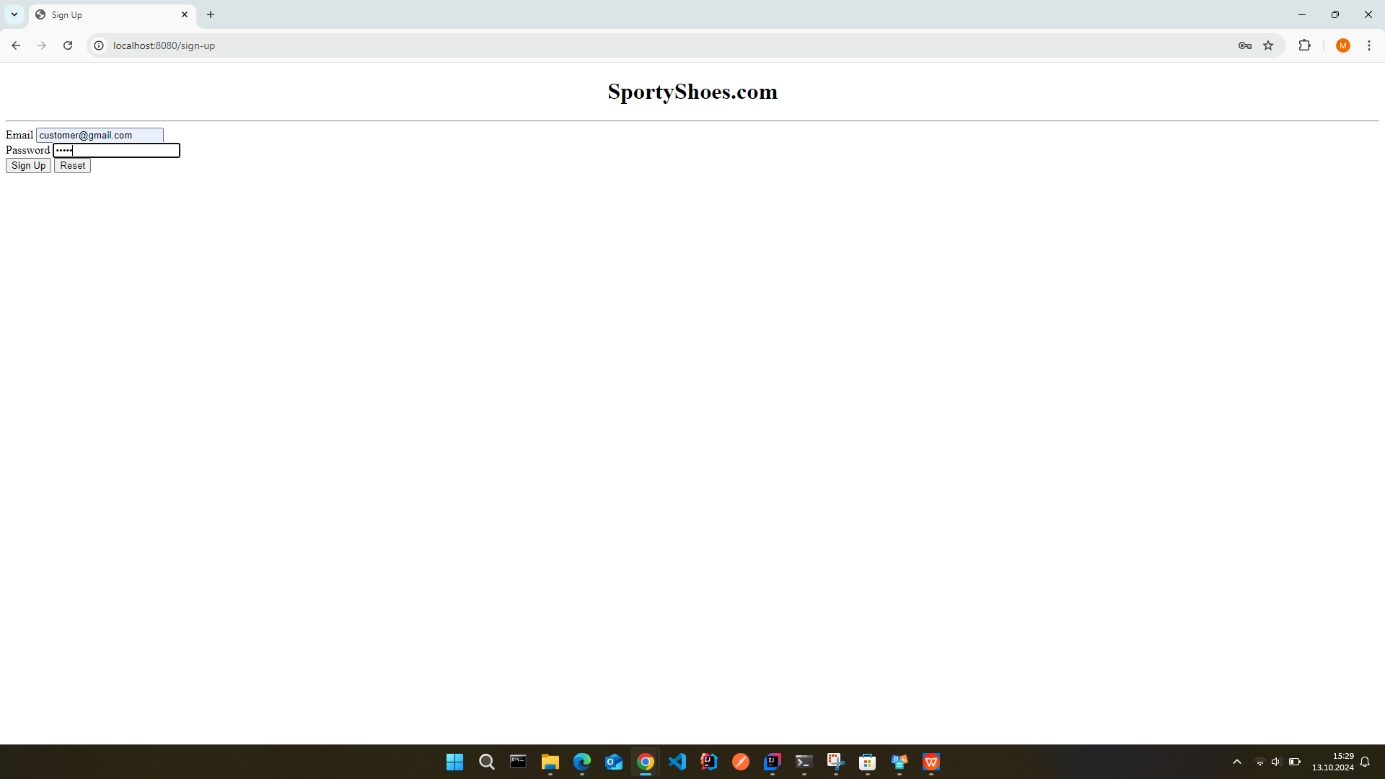 Sign Up
localhost:8080/sign-up
M
SportyShoes.com
Email customer@gmail.com
Password •••••
Sign Up Reset
15:29
13.10.2024